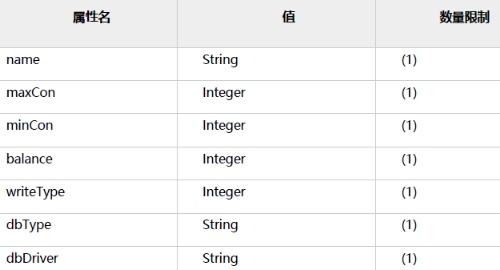 属性名 值 数量限制
name String (1)
maxCon Integer (1)
minCon Integer (1)
balance Integer (1)
writeType Integer (1)
dbType String (1)
dbDriver String (1)